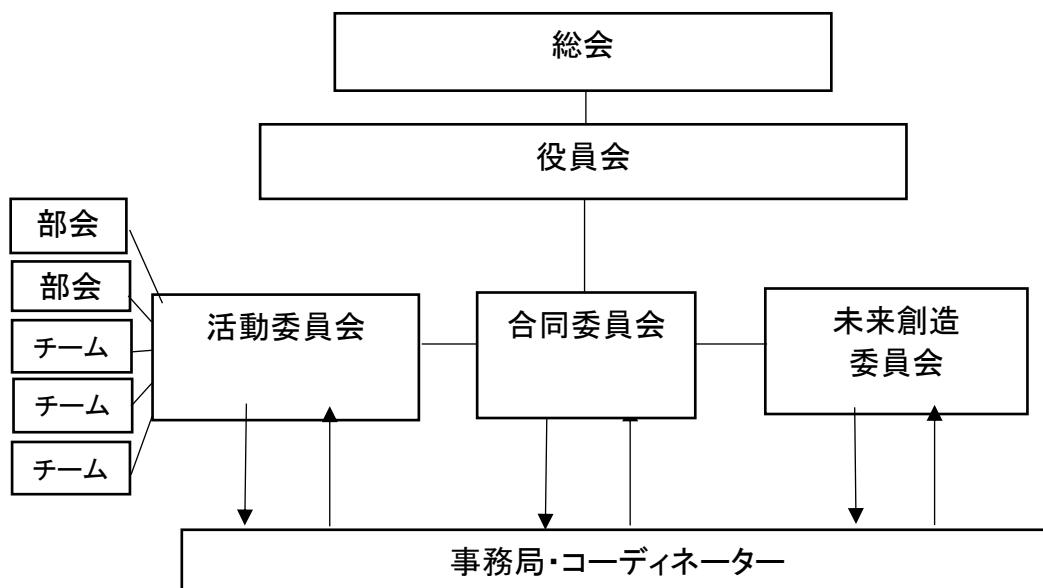 総会
役員会
部会
部会
チーム
チーム
チーム
活動委員会
合同委員会
未来創造
委員会
事務局・コーディネーター